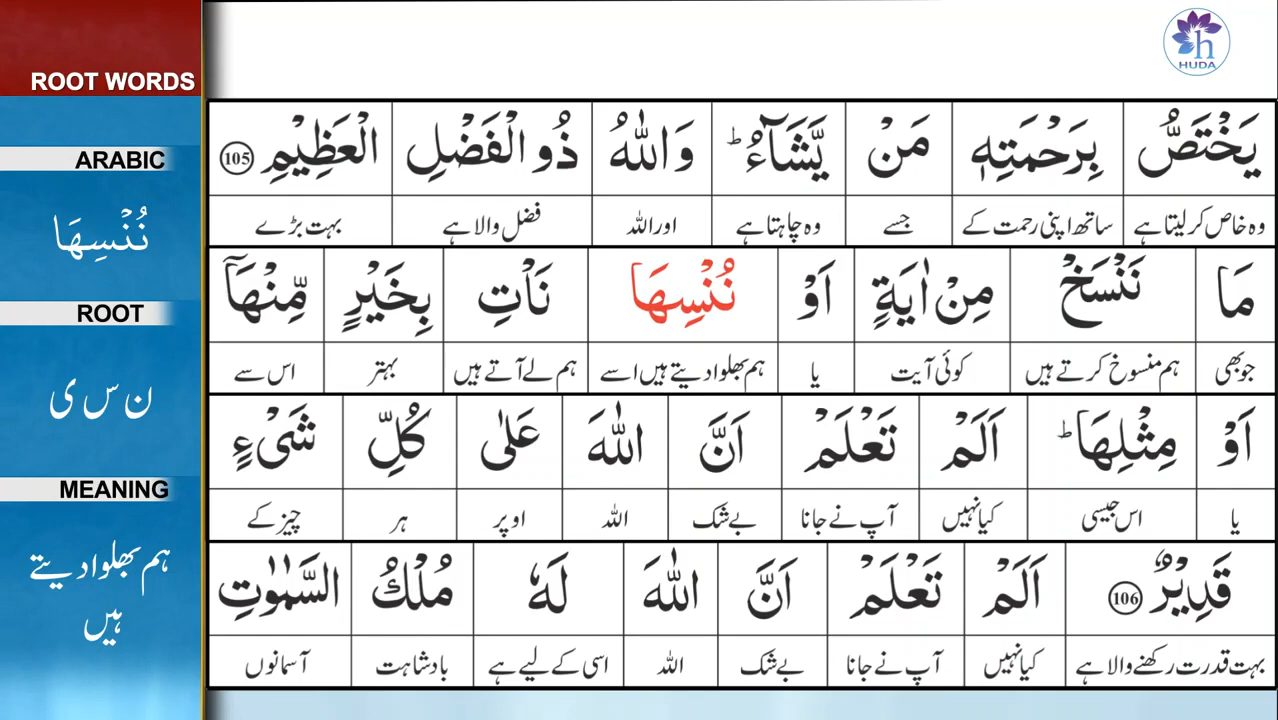 ROOT WORDS
ARABIC
نُنْسِهَا
ROOT
ن س ی
MEANING
ہم بھلوا دیتے
ہیں
h
HUDA
يَخْتَصُّ بِرَحْمَتِهٖ مَنْ يَّشَآءُ ؕ وَاللّٰهُ ذُو الْفَضْلِ الْعَظِيْمِ 105
وہ خاص کرلیتا ہے ساتھ اپنی رحمت کے جسے وہ چاہتا ہے اور اللہ فضل والا ہے بہت بڑے
مَا نَنْسَخْ مِنْ اٰيَةٍ اَوْ نُنْسِهَا نَاْتِ بِخَيْرٍ مِّنْهَآ
جو بھی ہم منسوخ کرتے ہیں کوئی آیت یا ہم بھلوا دیتے ہیں اسے ہم لے آتے ہیں بہتر اس سے
اَوْ مِثْلِهَا ؕ اَلَمْ تَعْلَمْ اَنَّ اللّٰهَ عَلٰى كُلِّ شَیْءٍ
یا اس جیسی کیا نہیں آپ نے جانا بے شک اللہ اوپر ہر چیز کے
قَدِيْرٌ 106 اَلَمْ تَعْلَمْ اَنَّ اللّٰهَ لَهٗ مُلْكُ السَّمٰوٰتِ
بہت قدرت رکھنے والا ہے کیا نہیں آپ نے جانا بے شک اللہ اسی کے لیے ہے بادشاہت آسمانوں